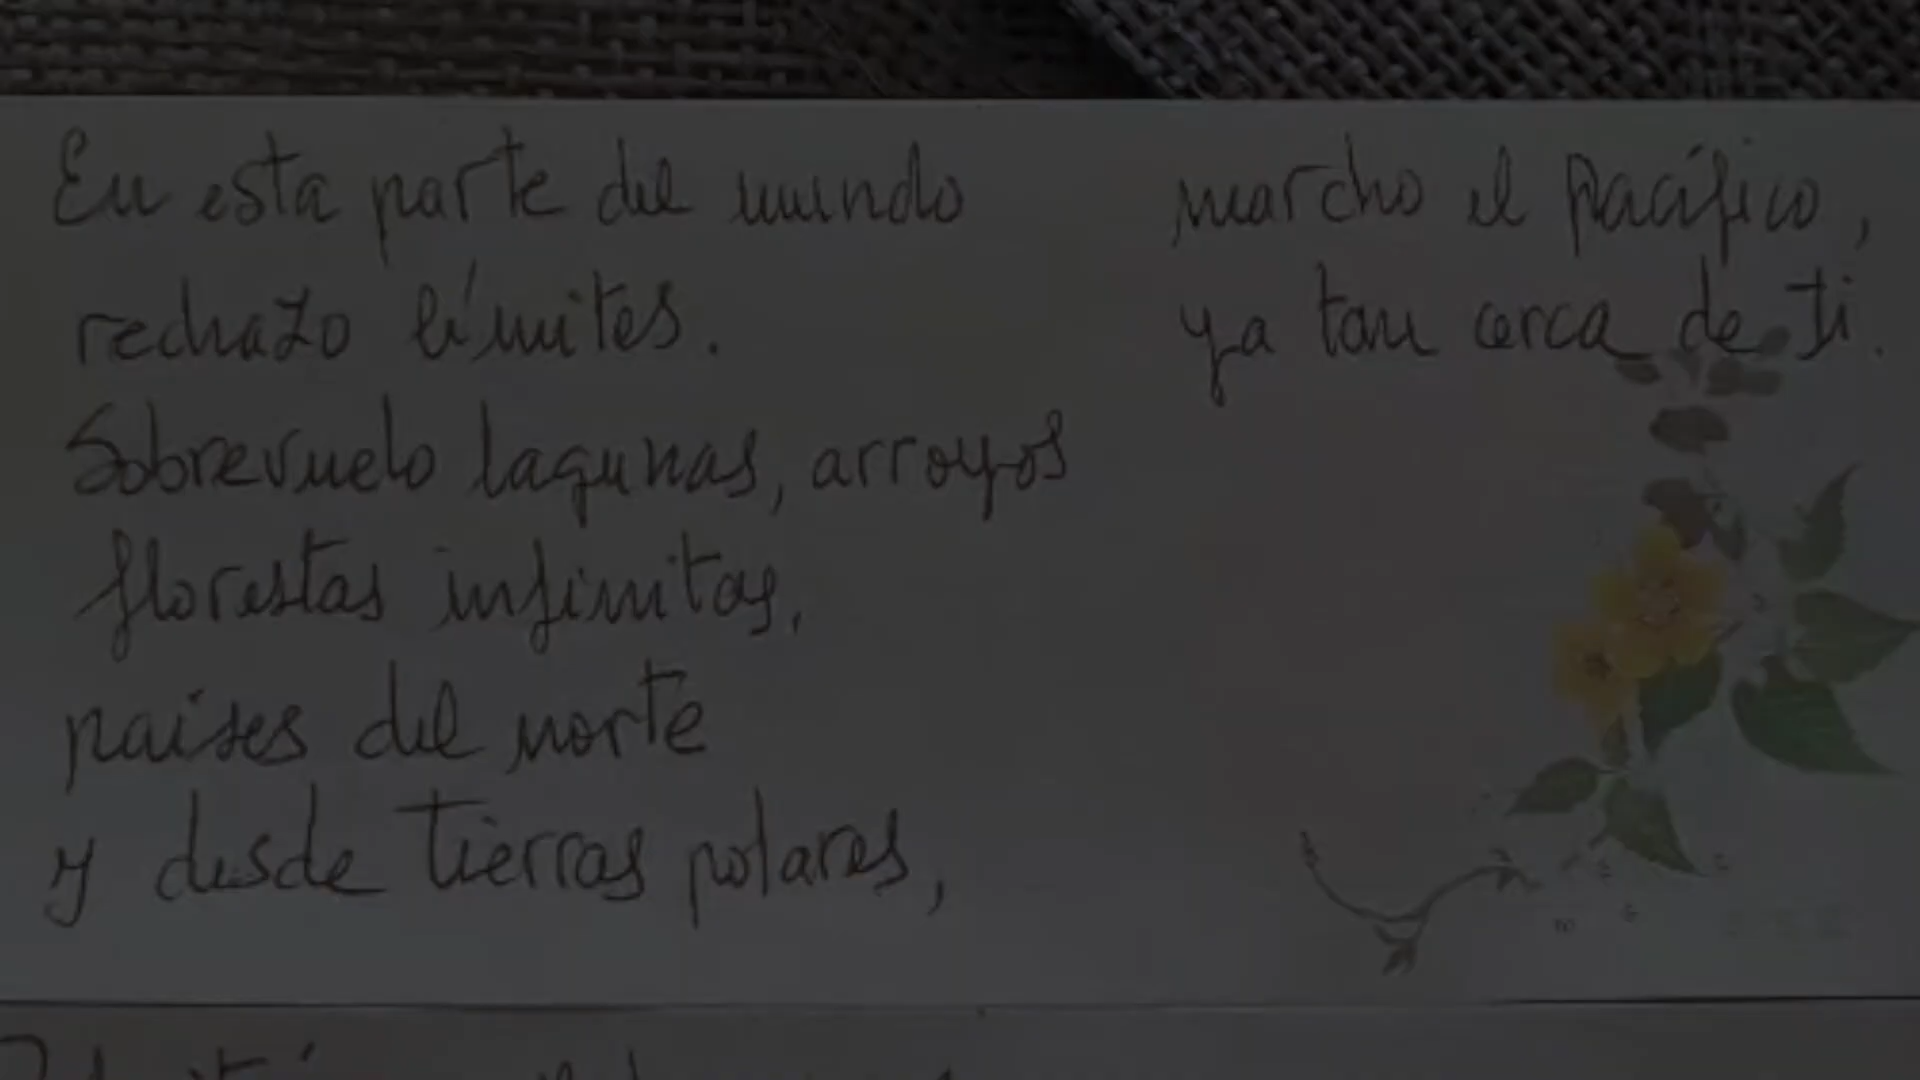 En esta parte del mundo
rechazo límites.
Sobrevuelo lagunas, arroyos
florestas infinitas,
países del norte
y desde tierras polares,
marcho el pacífico,
ya tan cerca de ti.